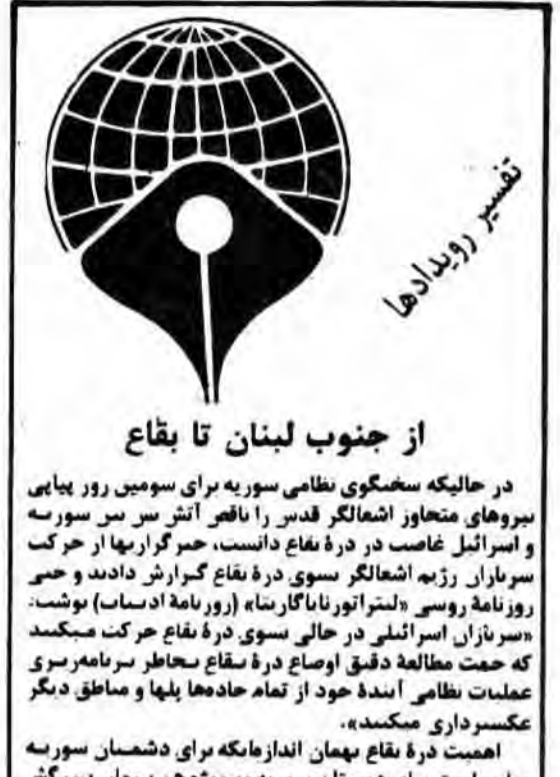 تفسیر رویدادها
از جنوب لبنان تا بقاع
در حالیکه سخنگوی نظامی سوریه برای سومین روز پیاپی
نیروهای متجاوز اشغالگر قدس را ناقص آتش بس بین سوریه
و اسرائیل غاصب در درهٔ بقاع دانست، خبرگزاریها از حرکت
سربازان رژیم اشغالگر بسوی درهٔ بقاع گزارش دادند و حتی
روزنامهٔ روسی «لیتراتورنایاگازیتا» (روزنامهٔ ادبیات) نوشت:
«سربازان اسرائیلی در حالی بسوی درهٔ بقاع حرکت میکنند
که جهت مطالعهٔ دقیق اوضاع درهٔ بقاع بخاطر برنامه‌ریزی
عملیات نظامی آیندهٔ خود از تمام جاده‌ها پلها و مناطق دیگر
عکسبرداری میکنند».
اهمیت درهٔ بقاع بهمان اندازه‌ایکه برای دشمنان سوریه